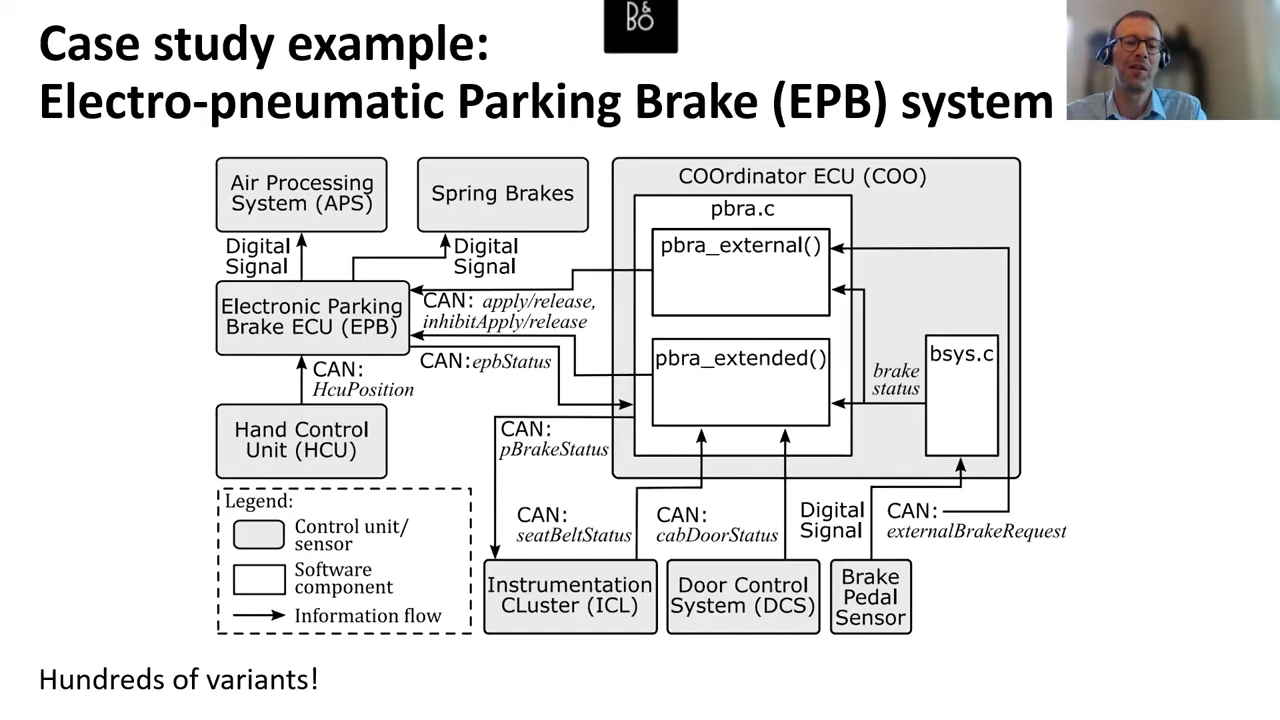 Case study example:
Electro-pneumatic Parking Brake (EPB) system
B&O
Air Processing
System (APS)
Spring Brakes
COOrdinator ECU (COO)
pbra.c
pbra_external()
Digital
Signal
Digital
Signal
Electronic Parking
Brake ECU (EPB)
CAN: apply/release,
inhibitApply/release
CAN:epbStatus
pbra_extended()
bsys.c
brake
status
CAN:
HcuPosition
Hand Control
Unit (HCU)
CAN:
pBrakeStatus
Legend:
Control unit/
sensor
Software
component
Information flow
CAN:
seatBeltStatus
CAN:
cabDoorStatus
Digital
Signal
CAN:
externalBrakeRequest
Instrumentation
CLuster (ICL)
Door Control
System (DCS)
Brake
Pedal
Sensor
Hundreds of variants!